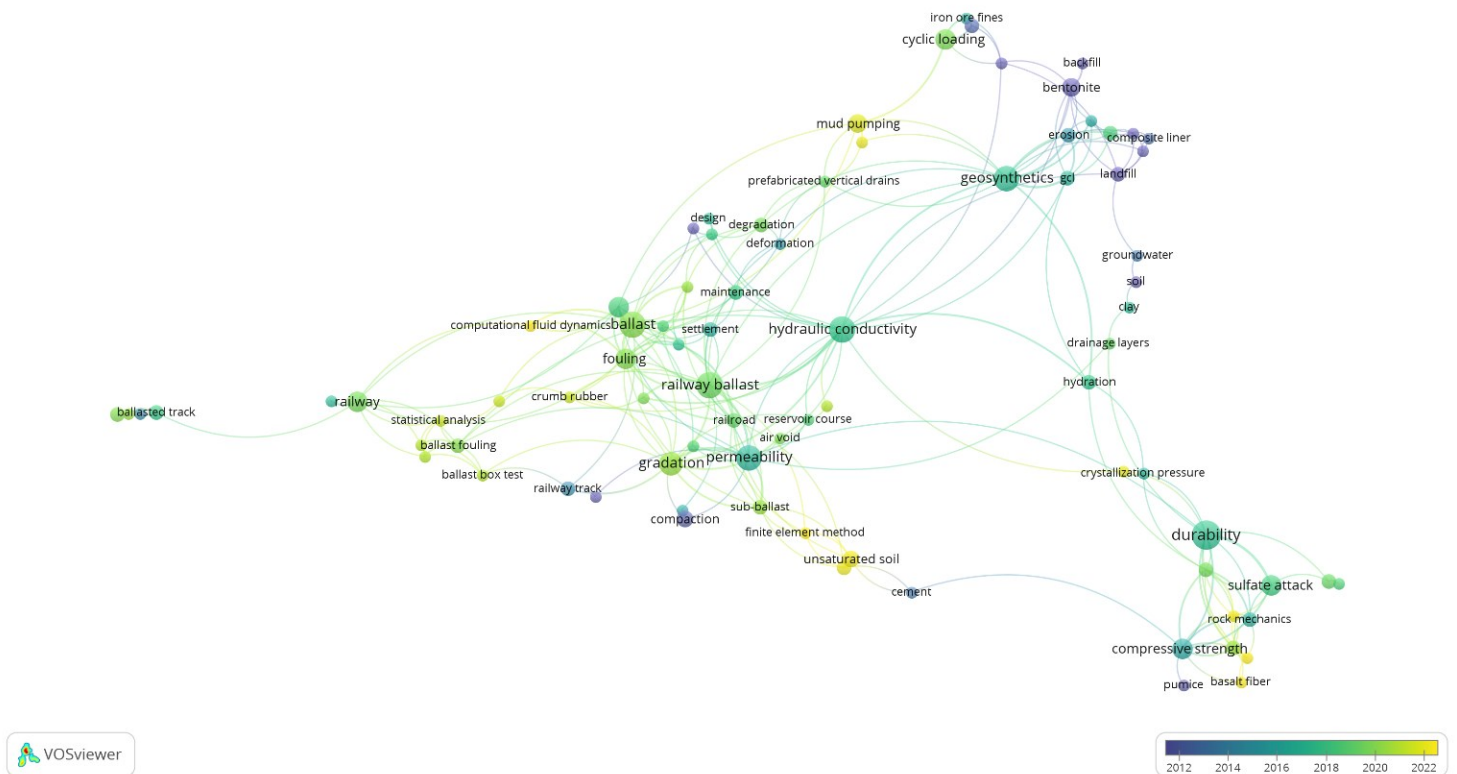 iron ore fines
cyclic loading
backfill
bentonite
mud pumping
erosion
composite liner
landfill
geosynthetics
gcl
prefabricated vertical drains
design
degradation
deformation
groundwater
soil
maintenance
clay
computational fluid dynamics
ballast
settlement
hydraulic conductivity
drainage layers
fouling
railway ballast
hydration
railway
crumb rubber
ballasted track
statistical analysis
railroad
reservoir course
air void
ballast fouling
gradation
permeability
ballast box test
crystallization pressure
railway track
sub-ballast
compaction
finite element method
durability
unsaturated soil
sulfate attack
cement
rock mechanics
compressive strength
pumice
basalt fiber
VOSviewer
2012 2014 2016 2018 2020 2022